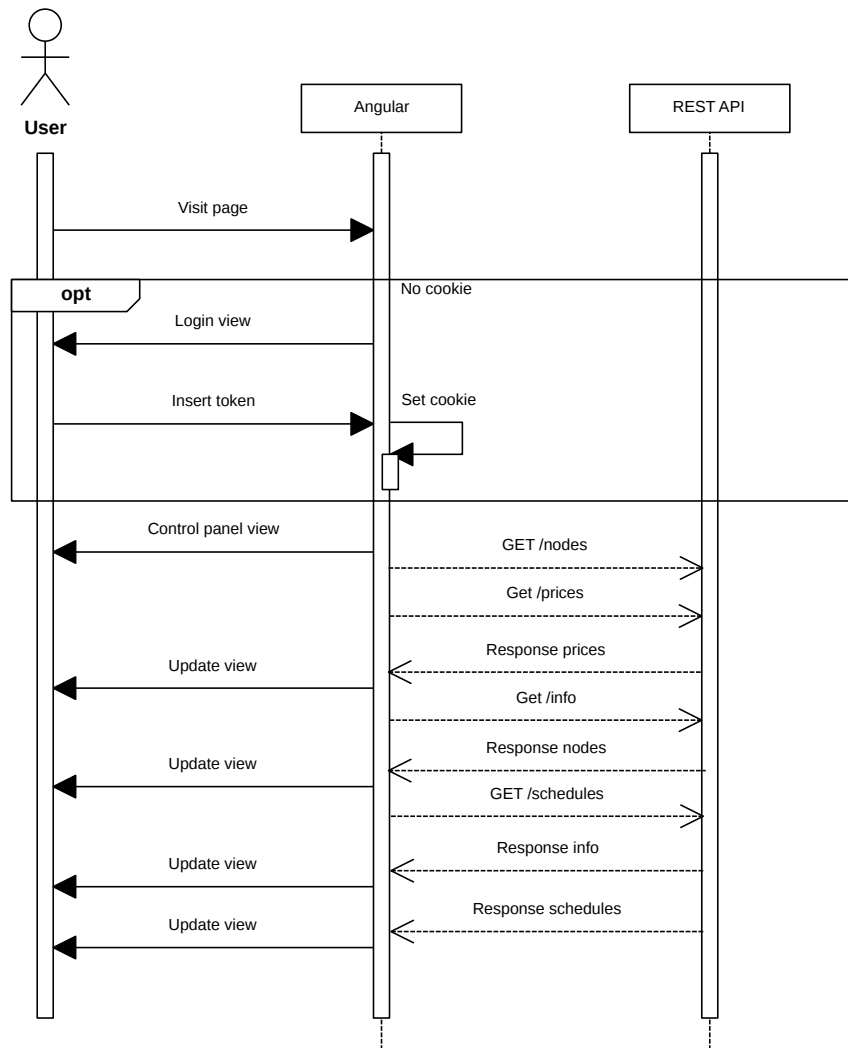 User
Angular
REST API
Visit page
opt
No cookie
Login view
Insert token
Set cookie
Control panel view
GET /nodes
Get /prices
Response prices
Update view
Get /info
Response nodes
Update view
GET /schedules
Response info
Update view
Response schedules
Update view